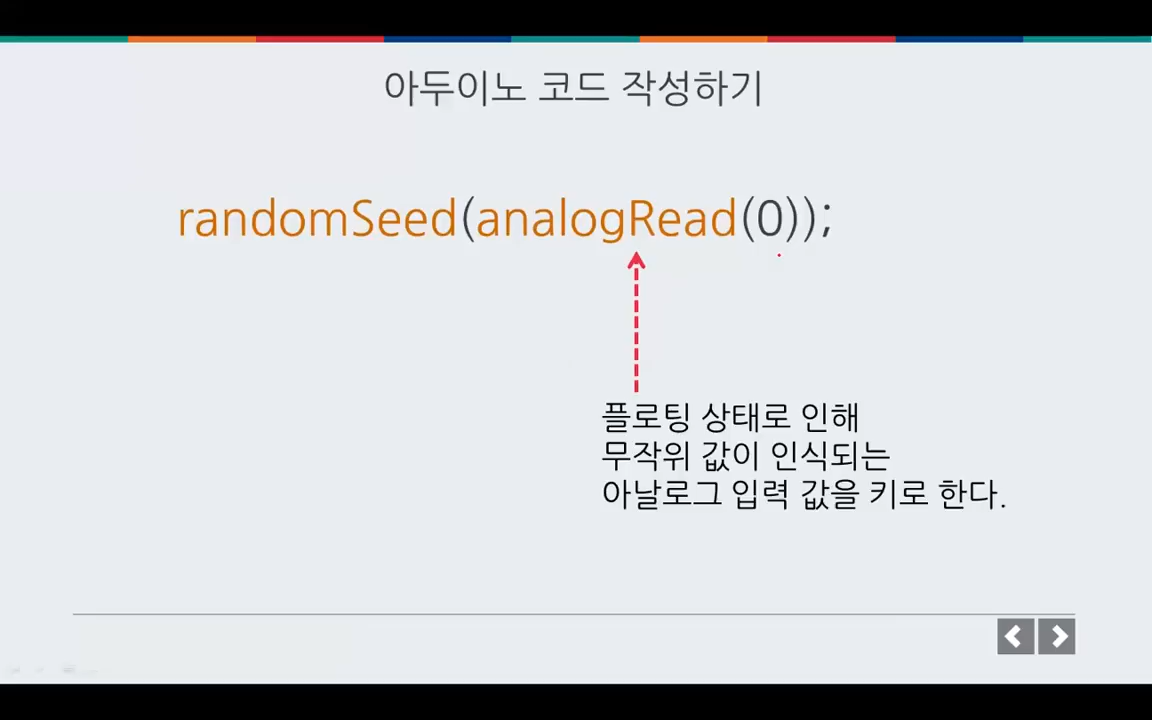 아두이노 코드 작성하기
randomSeed(analogRead(0));
플로팅 상태로 인해
무작위 값이 인식되는
아날로그 입력 값을 키로 한다.